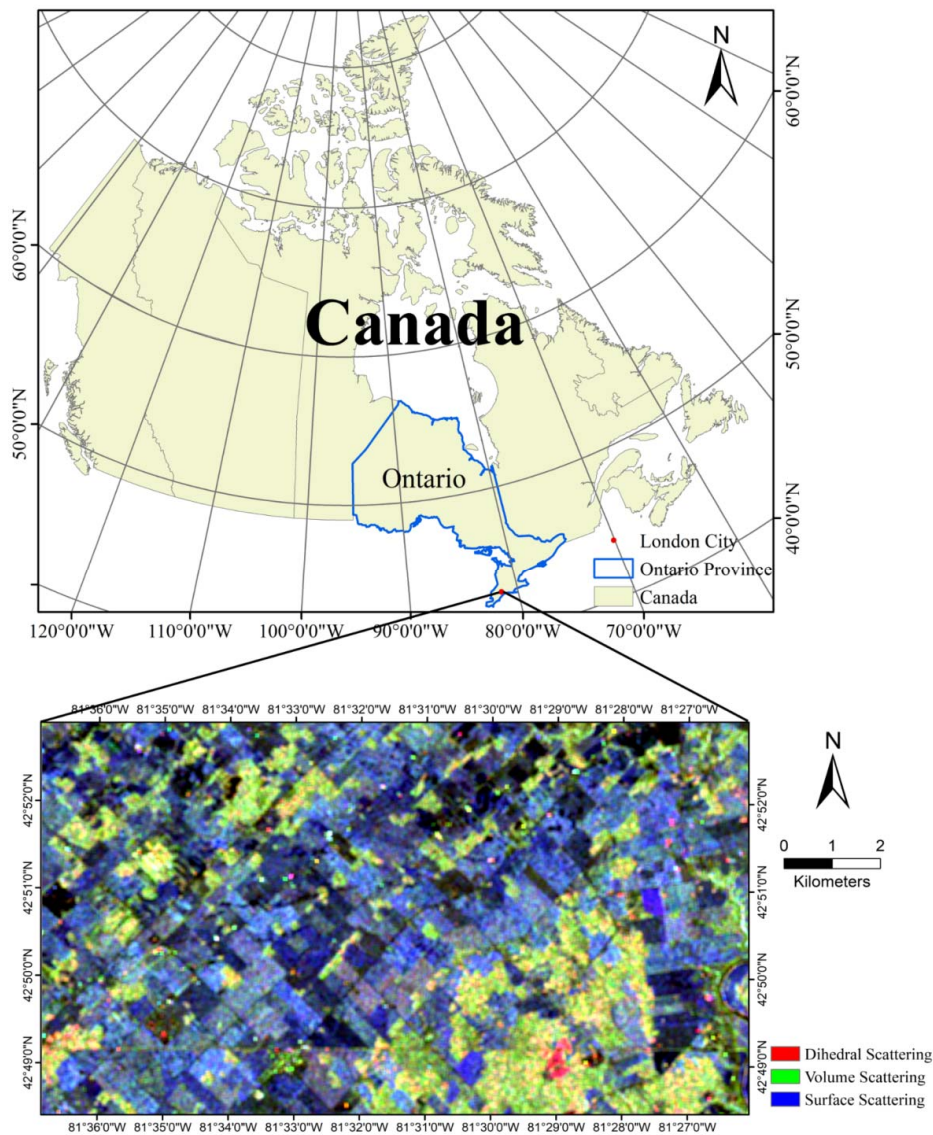 N
60°0'0"N
60°0'0"N
50°0'0"N
50°0'0"N
40°0'0"N
Canada
Ontario
London City
Ontario Province
Canada
120°0'0"W 110°0'0"W 100°0'0"W 90°0'0"W 80°0'0"W 70°0'0"W
81°36'0"W 81°35'0"W 81°34'0"W 81°33'0"W 81°32'0"W 81°31'0"W 81°30'0"W 81°29'0"W 81°28'0"W 81°27'0"W
N
42°52'0"N 42°52'0"N
0 1 2
Kilometers
42°51'0"N 42°51'0"N
42°50'0"N 42°50'0"N
42°49'0"N 42°49'0"N
Dihedral Scattering
Volume Scattering
Surface Scattering
81°36'0"W 81°35'0"W 81°34'0"W 81°33'0"W 81°32'0"W 81°31'0"W 81°30'0"W 81°29'0"W 81°28'0"W 81°27'0"W